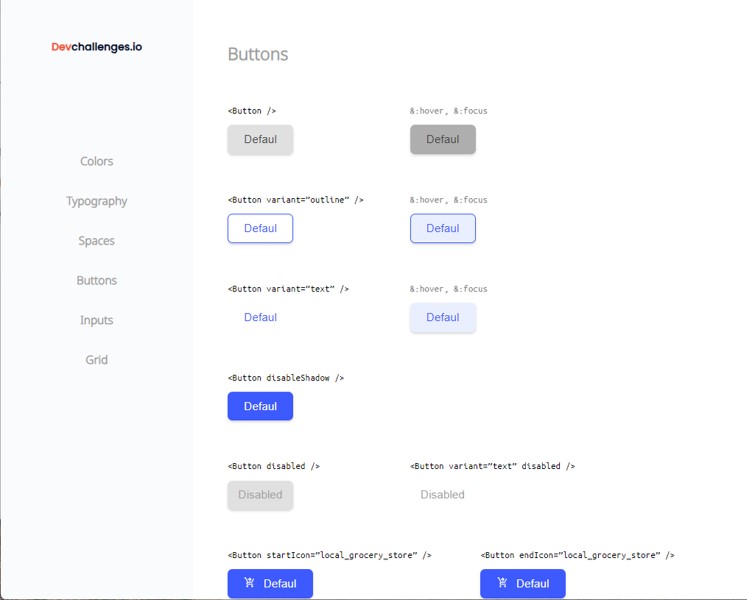 Devchallenges.io
Colors
Typography
Spaces
Buttons
Inputs
Grid
Buttons
<Button /> &:hover, &:focus
Defaul Defaul
<Button variant=”outline” /> &:hover, &:focus
Defaul Defaul
<Button variant=”text” /> &:hover, &:focus
Defaul Defaul
<Button disableShadow />
Defaul
<Button disabled /> <Button variant=”text” disabled />
Disabled Disabled
<Button startIcon=”local_grocery_store” /> <Button endIcon=”local_grocery_store” />
Defaul Defaul